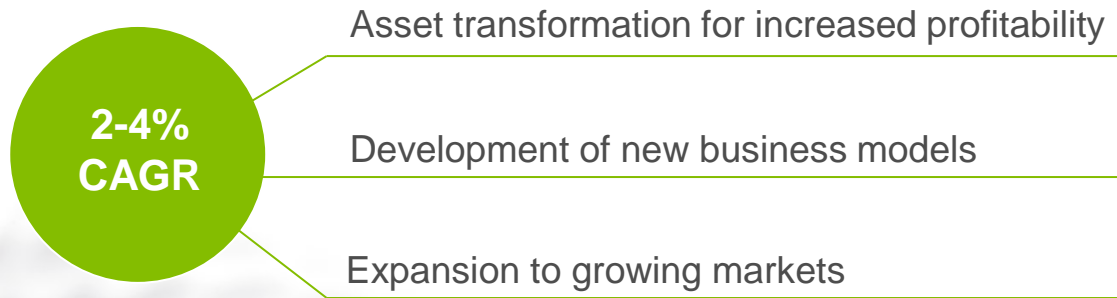 Asset transformation for increased profitability
2-4%
CAGR
Development of new business models
Expansion to growing markets